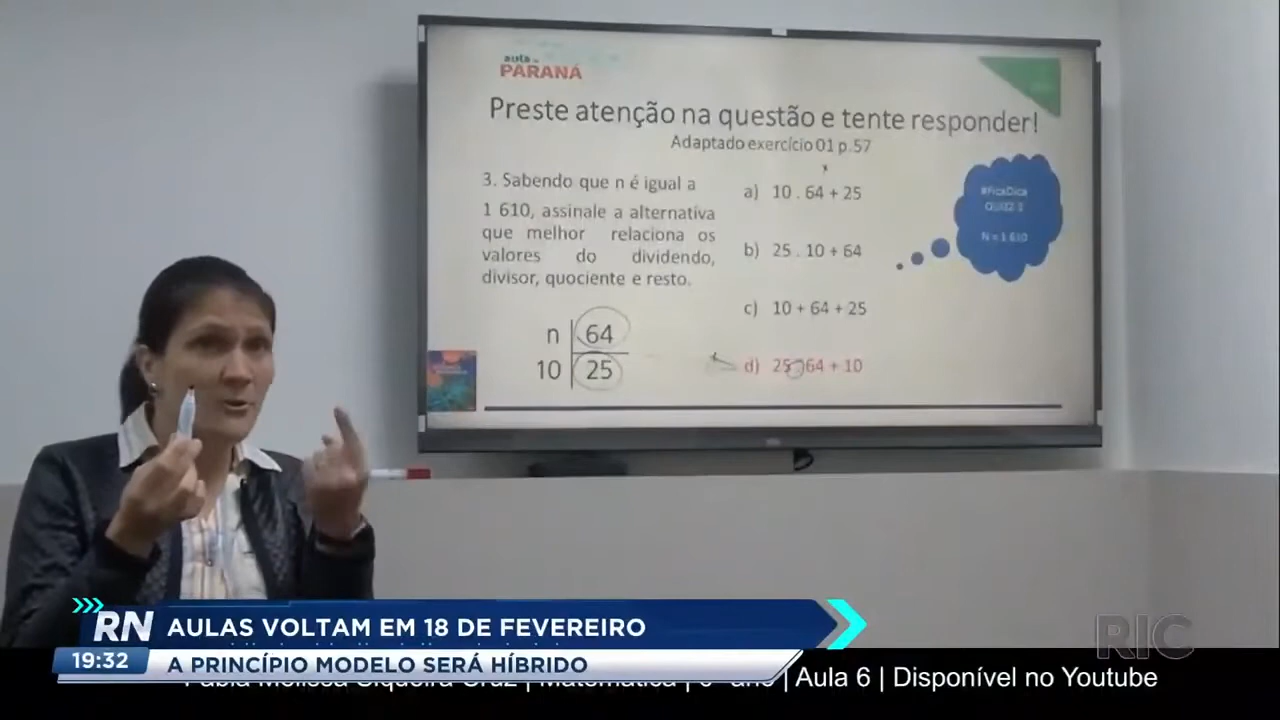 aula
PARANÁ
Preste atenção na questão e tente responder!
Adaptado exercício 01 p.57
3. Sabendo que n é igual a
1 610, assinale a alternativa
que melhor relaciona os
valores do dividendo,
divisor, quociente e resto.
n 64
10 25
a) 10 . 64 + 25
b) 25 . 10 + 64
c) 10 + 64 + 25
d) 25 64 + 10
#FicaDica
QUIZ 3
N = 1 610
RN AULAS VOLTAM EM 18 DE FEVEREIRO
19:32 A PRINCÍPIO MODELO SERÁ HÍBRIDO
RIC
| Aula 6 | Disponível no Youtube